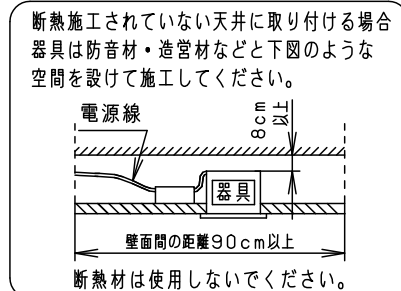 断熱施工されていない天井に取り付ける場合
器具は防音材・造営材などと下図のような
空間を設けて施工してください。
電源線
8cm
以上
器具
壁面間の距離90cm以上
断熱材は使用しないでください。